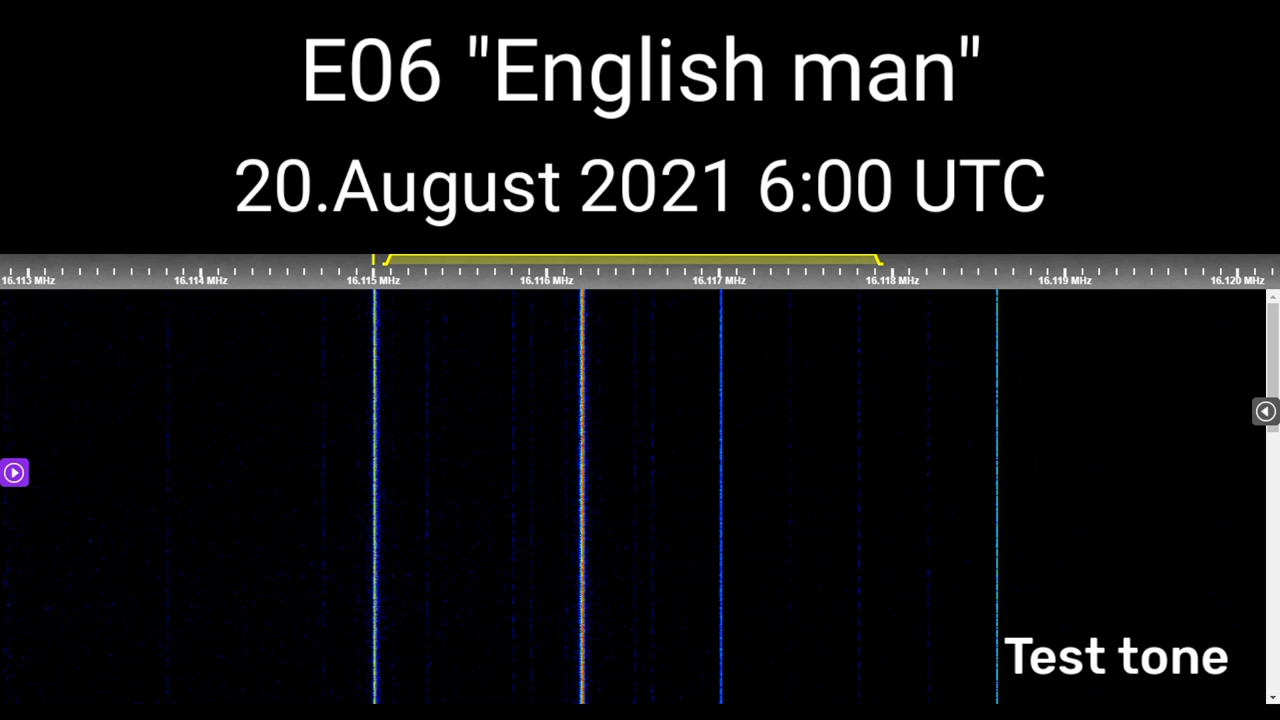 E06 "English man"
20.August 2021 6:00 UTC
16.113 MHz 16.114 MHz 16.115 MHz 16.116 MHz 16.117 MHz 16.118 MHz 16.119 MHz 16.120 MHz
Test tone